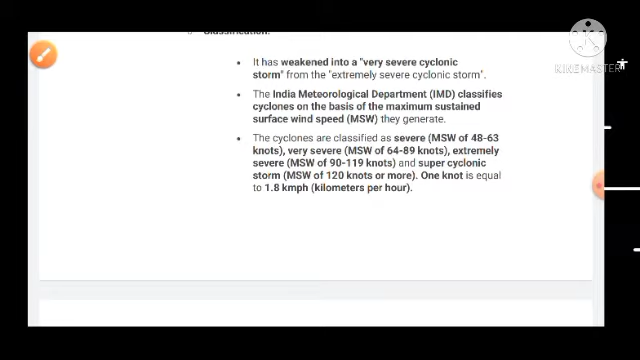 Classification:
It has weakened into a "very severe cyclonic
storm" from the "extremely severe cyclonic storm".
The India Meteorological Department (IMD) classifies
cyclones on the basis of the maximum sustained
surface wind speed (MSW) they generate.
The cyclones are classified as severe (MSW of 48-63
knots), very severe (MSW of 64-89 knots), extremely
severe (MSW of 90-119 knots) and super cyclonic
storm (MSW of 120 knots or more). One knot is equal
to 1.8 kmph (kilometers per hour).
KINEMASTER